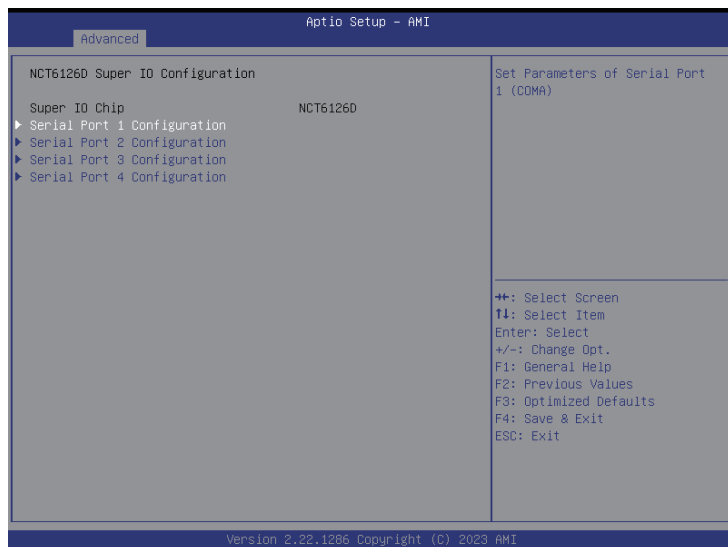 Aptio Setup – AMI
Advanced
NCT6126D Super IO Configuration
Super IO Chip NCT6126D
Serial Port 1 Configuration
Serial Port 2 Configuration
Serial Port 3 Configuration
Serial Port 4 Configuration
Set Parameters of Serial Port
1 (COMA)
→←: Select Screen
↑↓: Select Item
Enter: Select
+/-: Change Opt.
F1: General Help
F2: Previous Values
F3: Optimized Defaults
F4: Save & Exit
ESC: Exit
Version 2.22.1286 Copyright (C) 2023 AMI